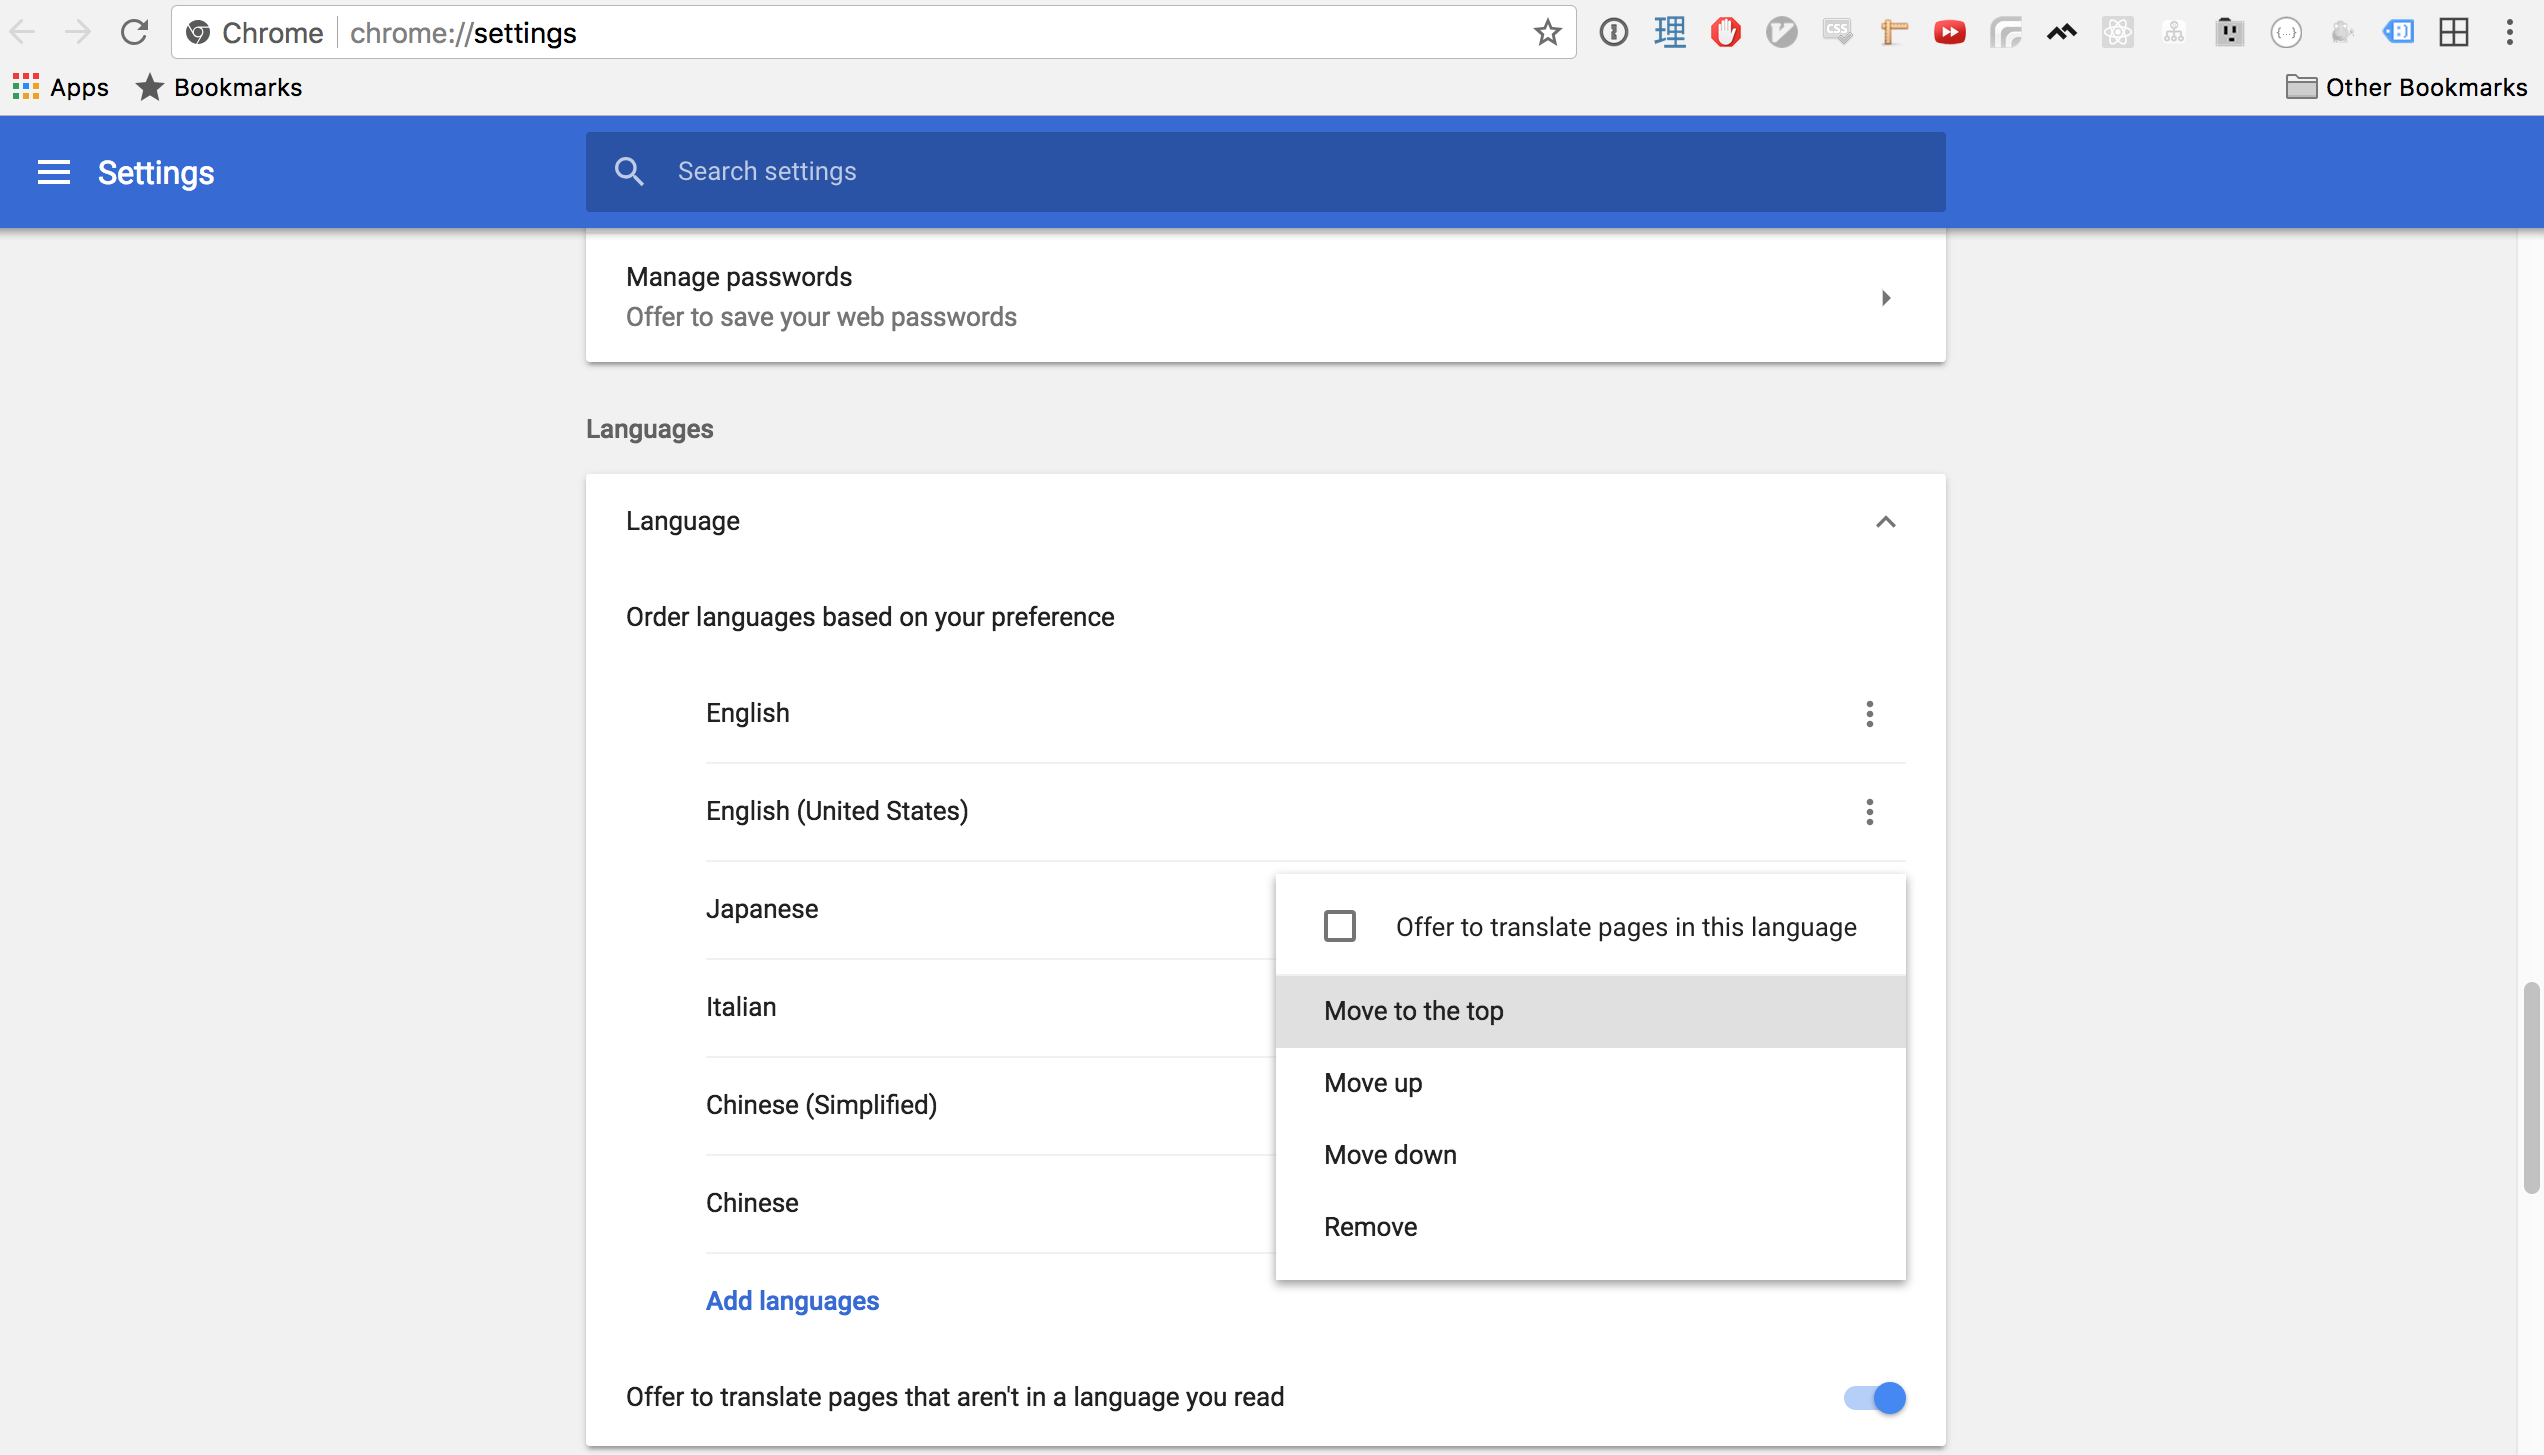 Chrome chrome://settings
理 CSS {...}
Apps Bookmarks Other Bookmarks
Settings Search settings
Manage passwords
Offer to save your web passwords
Languages
Language
Order languages based on your preference
English
English (United States)
Japanese
Offer to translate pages in this language
Italian
Move to the top
Move up
Chinese (Simplified)
Move down
Chinese
Remove
Add languages
Offer to translate pages that aren't in a language you read